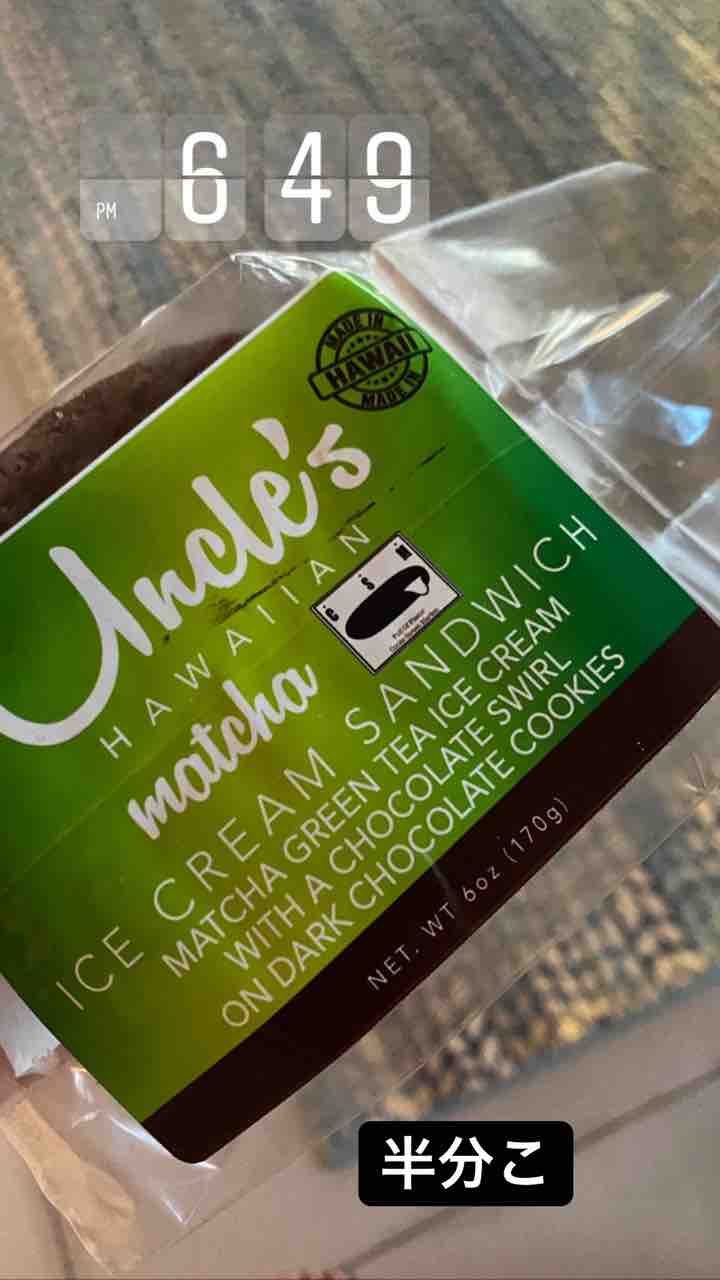 PM 6 49
MADE IN
HAWAII
MADE IN
Uncle's
HAWAIIAN
matcha
ICE CREAM SANDWICH
MATCHA GREEN TEA ICE CREAM
WITH A CHOCOLATE SWIRL
ON DARK CHOCOLATE COOKIES
NET. WT 6oz (170g)
半分こ